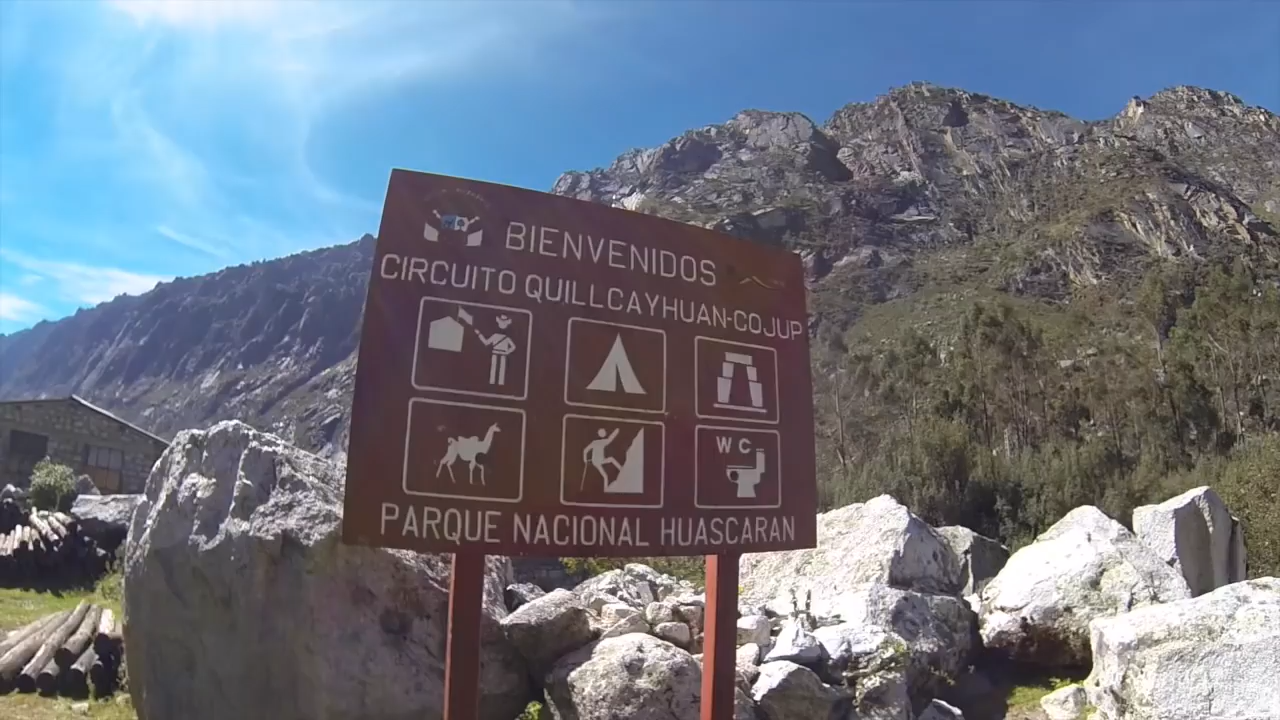 BIENVENIDOS
CIRCUITO QUILLCAYHUAN-COJUP
WC
PARQUE NACIONAL HUASCARAN